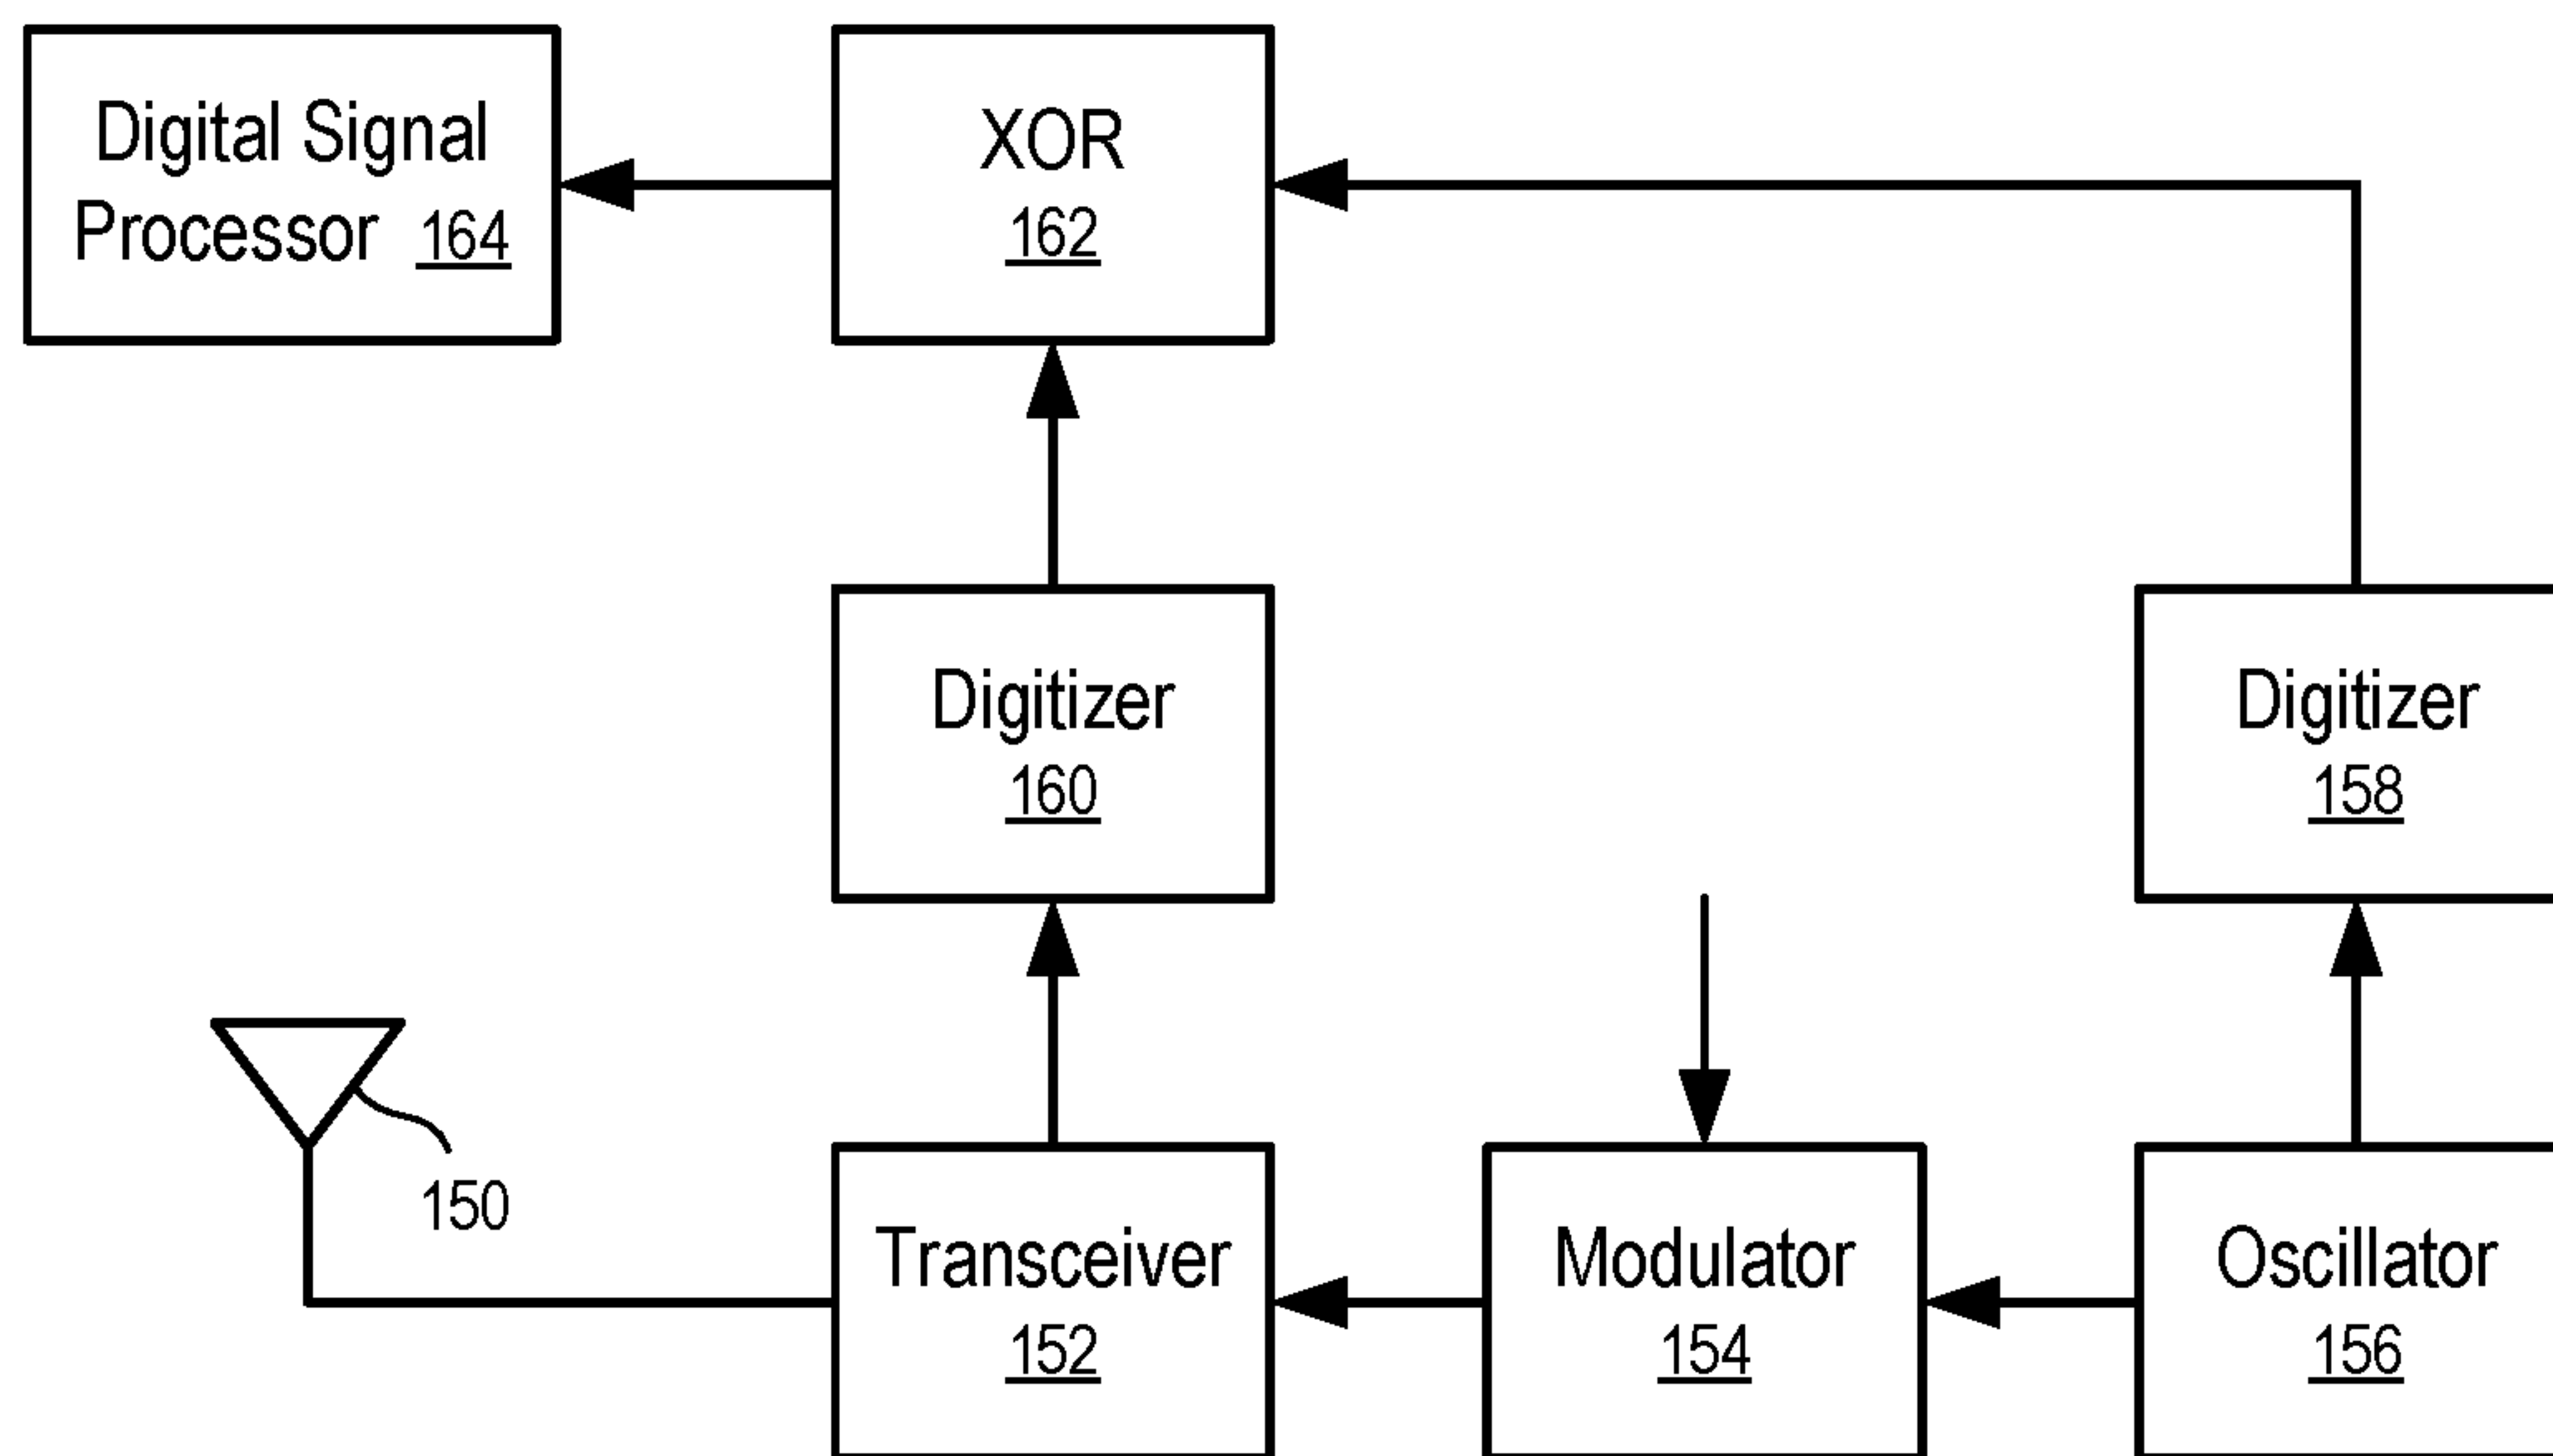 Digital Signal
Processor 164
XOR
162
Digitizer
160
Digitizer
158
150
Transceiver
152
Modulator
154
Oscillator
156